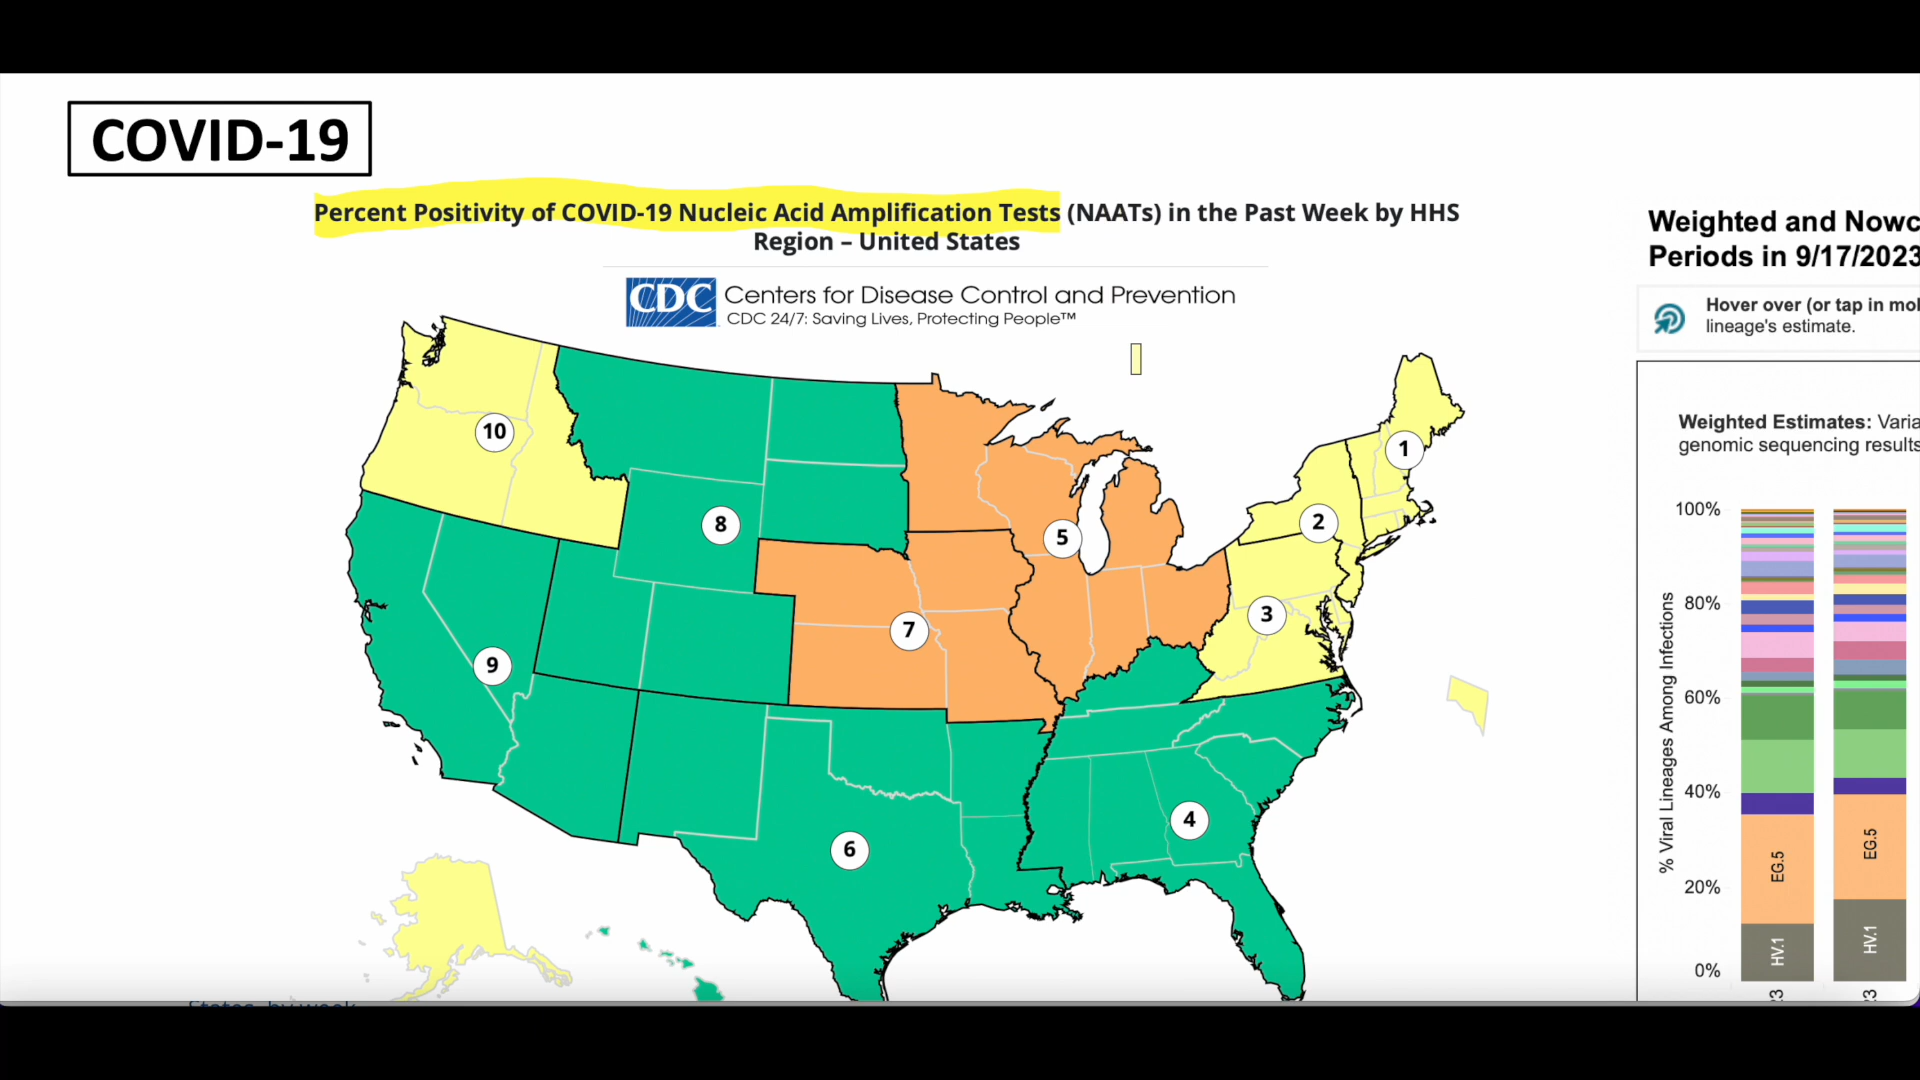 COVID-19
Percent Positivity of COVID-19 Nucleic Acid Amplification Tests (NAATs) in the Past Week by HHS
Region – United States
CDC Centers for Disease Control and Prevention
CDC 24/7: Saving Lives, Protecting People™
10
8
5
1
2
3
7
9
4
6
Weighted and Nowc
Periods in 9/17/2023
Hover over (or tap in mol
lineage's estimate.
Weighted Estimates: Varia
genomic sequencing results
% Viral Lineages Among Infections
100%
80%
60%
40%
20%
0%
EG.5
EG.5
HV.1
HV.1
23
23